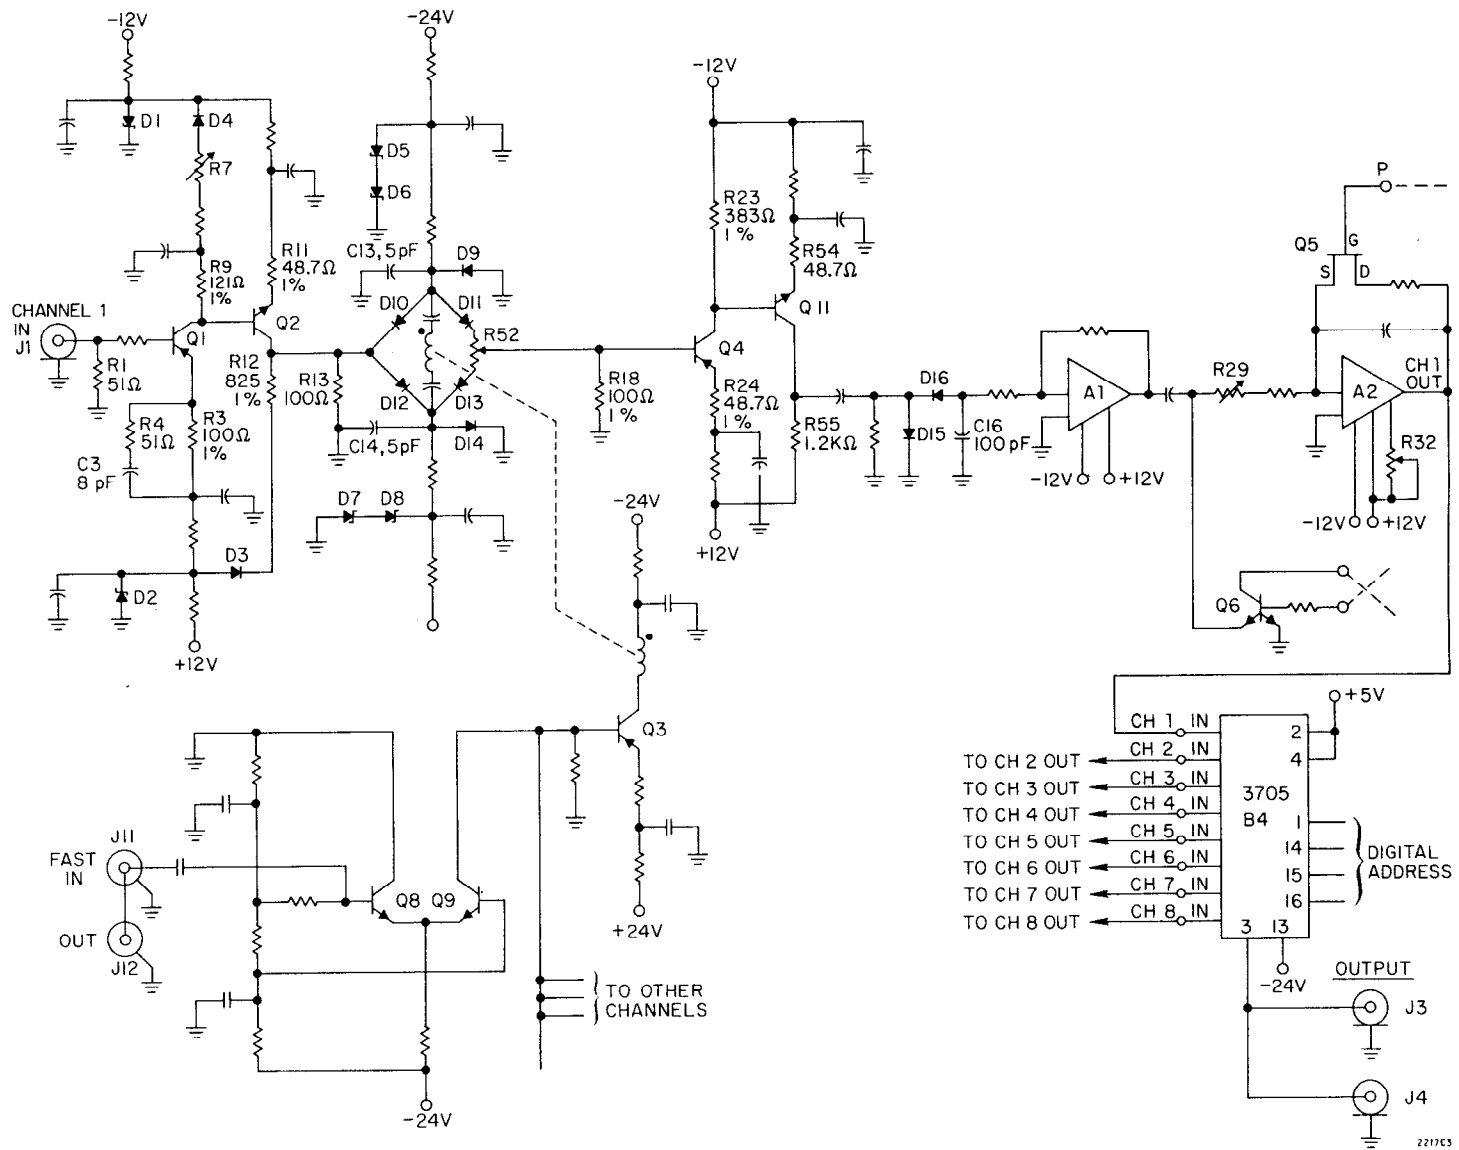 -12V
-24V
-12V
D1
D4
R7
D5
D6
R23
383Ω
1%
P
G
Q5
S
D
R9
121Ω
1%
R11
48.7Ω
1%
C13, 5pF
D9
R54
48.7Ω
CHANNEL 1
IN
J1
Q1
Q2
D10
D11
R52
Q4
Q11
R1
51Ω
R12
825
1%
R13
100Ω
D12
D13
R18
100Ω
1%
R24
48.7Ω
1%
D16
A1
R29
A2
CH 1
OUT
R4
51Ω
R3
100Ω
1%
D14
C14, 5pF
R55
1.2KΩ
D15
C16
100pF
R32
C3
8pF
-12V
+12V
D7
D8
-24V
+12V
-12V
+12V
D3
D2
Q6
+12V
Q3
+5V
CH 1 IN
2
TO CH 2 OUT
CH 2 IN
4
TO CH 3 OUT
CH 3 IN
3705
B4
TO CH 4 OUT
CH 4 IN
1
TO CH 5 OUT
CH 5 IN
14
DIGITAL
ADDRESS
TO CH 6 OUT
CH 6 IN
15
TO CH 7 OUT
CH 7 IN
16
TO CH 8 OUT
CH 8 IN
3
13
-24V
J11
FAST
IN
Q8
Q9
+24V
OUT
J12
TO OTHER
CHANNELS
-24V
OUTPUT
J3
J4
2217C3